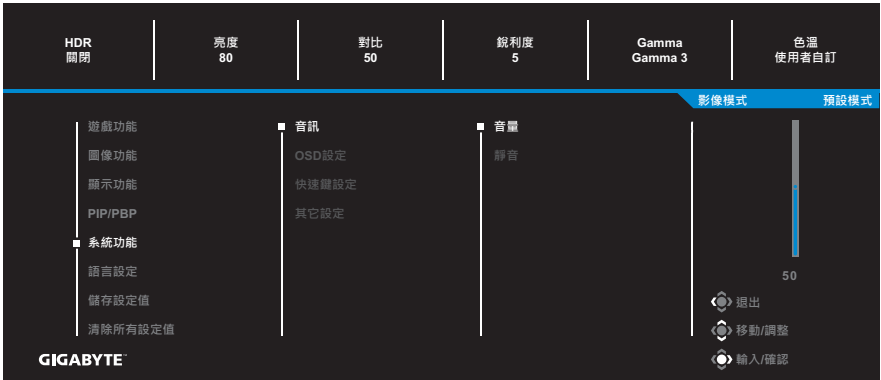 HDR
關閉
亮度
80
對比
50
銳利度
5
Gamma
Gamma 3
色溫
使用者自訂
影像模式 預設模式
遊戲功能
圖像功能
顯示功能
PIP/PBP
系統功能
語言設定
儲存設定值
清除所有設定值
音訊
OSD設定
快速鍵設定
其它設定
音量
靜音
50
退出
移動/調整
輸入/確認
GIGABYTE™